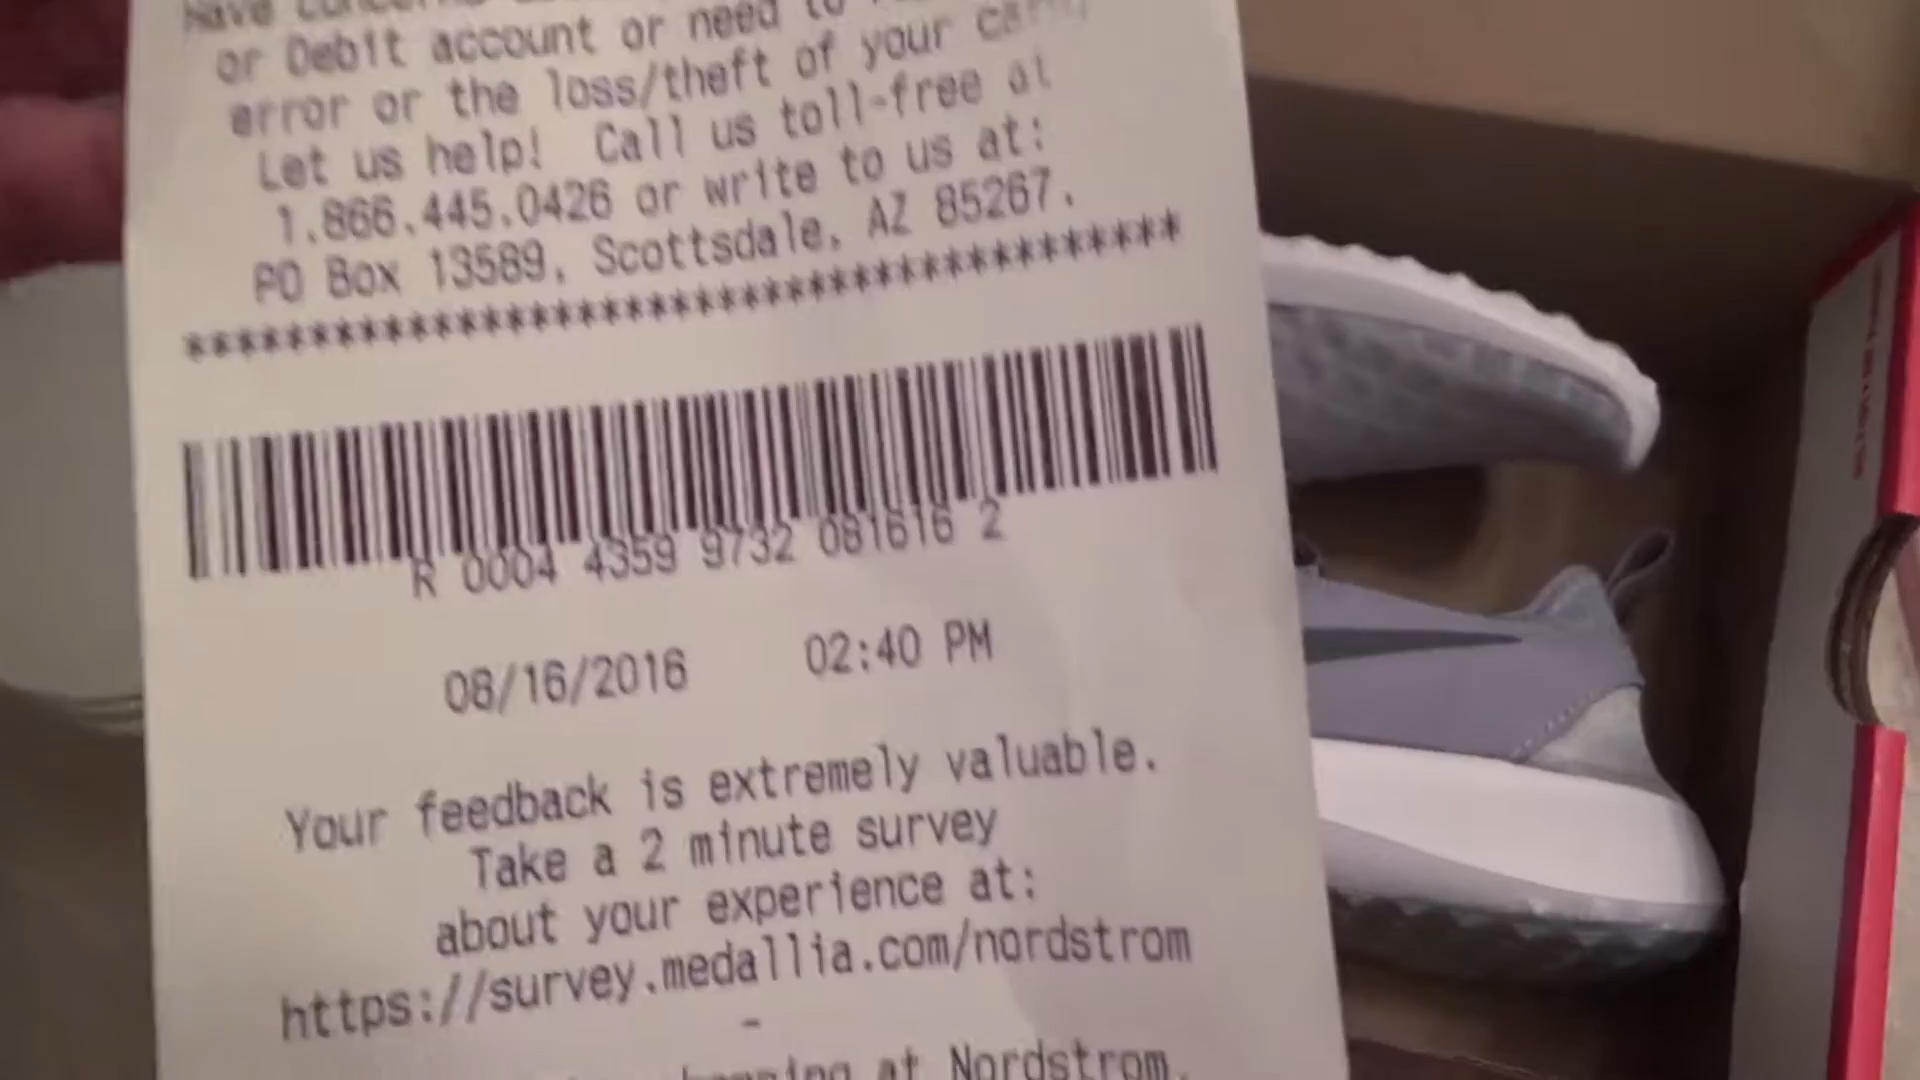 Have concerns
or Debit account or need to
error or the loss/theft of your
Let us help! Call us toll-free at
1.866.445.0426 or write to us at:
PO Box 13589, Scottsdale, AZ 85267.
***********************************
R 0004 4359 9732 081616 2
08/16/2016 02:40 PM
Your feedback is extremely valuable.
Take a 2 minute survey
about your experience at:
https://survey.medallia.com/nordstrom
-
at Nordstrom.